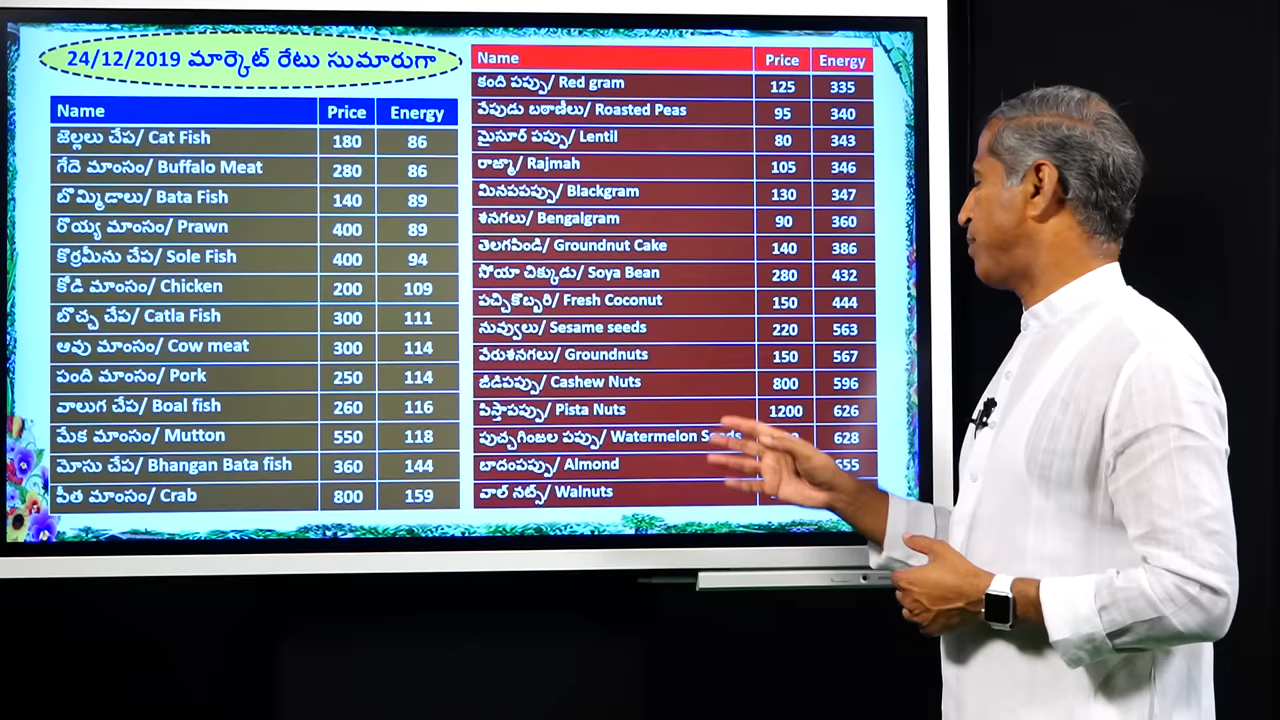 24/12/2019 మార్కెట్ రేటు సుమారుగా
Name Price Energy
జెల్లలు చేప/ Cat Fish 180 86
గేదె మాంసం/ Buffalo Meat 280 86
బొమ్మిడాలు/ Bata Fish 140 89
రొయ్య మాంసం/ Prawn 400 89
కొర్రమీను చేప/ Sole Fish 400 94
కోడి మాంసం/ Chicken 200 109
బొచ్చ చేప/ Catla Fish 300 111
ఆవు మాంసం/ Cow meat 300 114
పంది మాంసం/ Pork 250 114
వాలుగ చేప/ Boal fish 260 116
మేక మాంసం/ Mutton 550 118
మోసు చేప/ Bhangan Bata fish 360 144
పీత మాంసం/ Crab 800 159
Name Price Energy
కంది పప్పు/ Red gram 125 335
వేపుడు బఠాణీలు/ Roasted Peas 95 340
మైసూర్ పప్పు/ Lentil 80 343
రాజ్మా/ Rajmah 105 346
మినపపప్పు/ Blackgram 130 347
శనగలు/ Bengalgram 90 360
తెలగపిండి/ Groundnut Cake 140 386
సోయా చిక్కుడు/ Soya Bean 280 432
పచ్చికొబ్బరి/ Fresh Coconut 150 444
నువ్వులు/ Sesame seeds 220 563
వేరుశనగలు/ Groundnuts 150 567
జీడిపప్పు/ Cashew Nuts 800 596
పిస్తాపప్పు/ Pista Nuts 1200 626
పుచ్చగింజల పప్పు/ Watermelon Seeds 628
బాదంపప్పు/ Almond 655
వాల్ నట్స్/ Walnuts